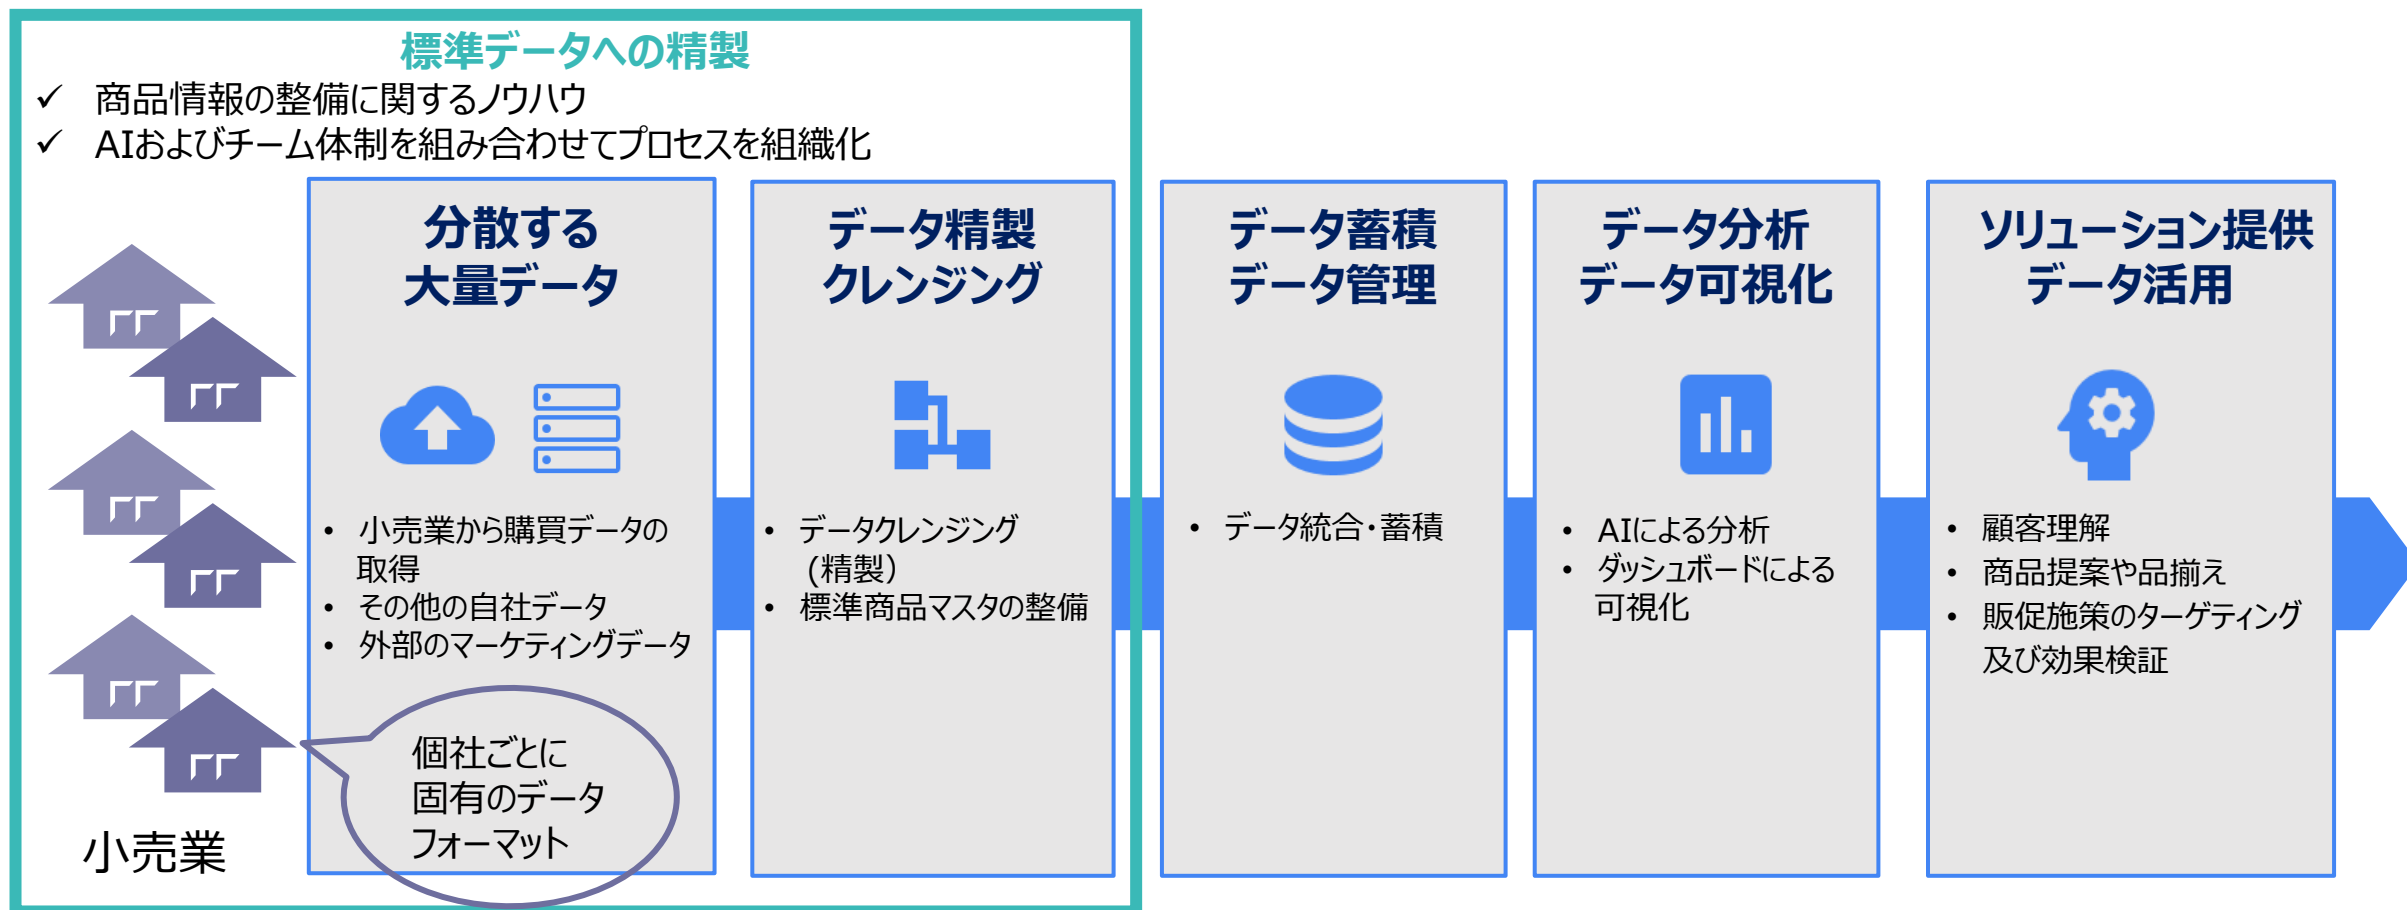 標準データへの精製
✓ 商品情報の整備に関するノウハウ
✓ AIおよびチーム体制を組み合わせてプロセスを組織化
分散する
大量データ
• 小売業から購買データの
取得
• その他の自社データ
• 外部のマーケティングデータ
個社ごとに
固有のデータ
フォーマット
小売業
データ精製
クレンジング
• データクレンジング
(精製）
• 標準商品マスタの整備
データ蓄積
データ管理
• データ統合・蓄積
データ分析
データ可視化
• AIによる分析
• ダッシュボードによる
可視化
ソリューション提供
データ活用
• 顧客理解
• 商品提案や品揃え
• 販促施策のターゲティング
及び効果検証